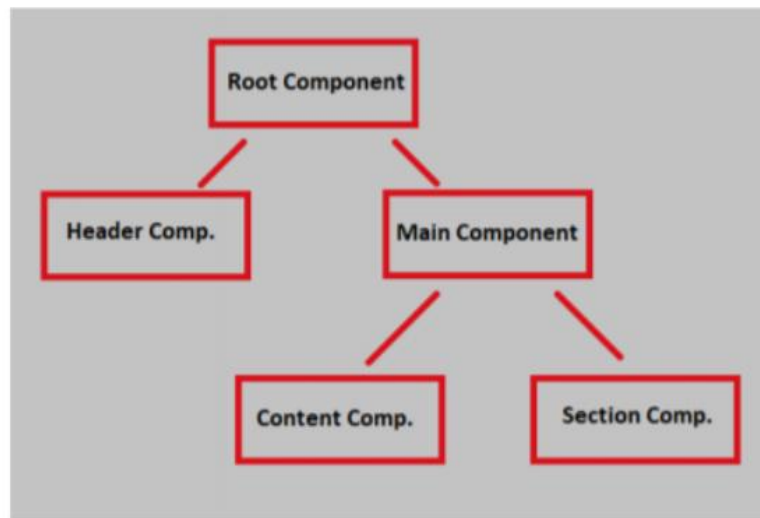 Root Component
Header Comp.
Main Component
Content Comp.
Section Comp.